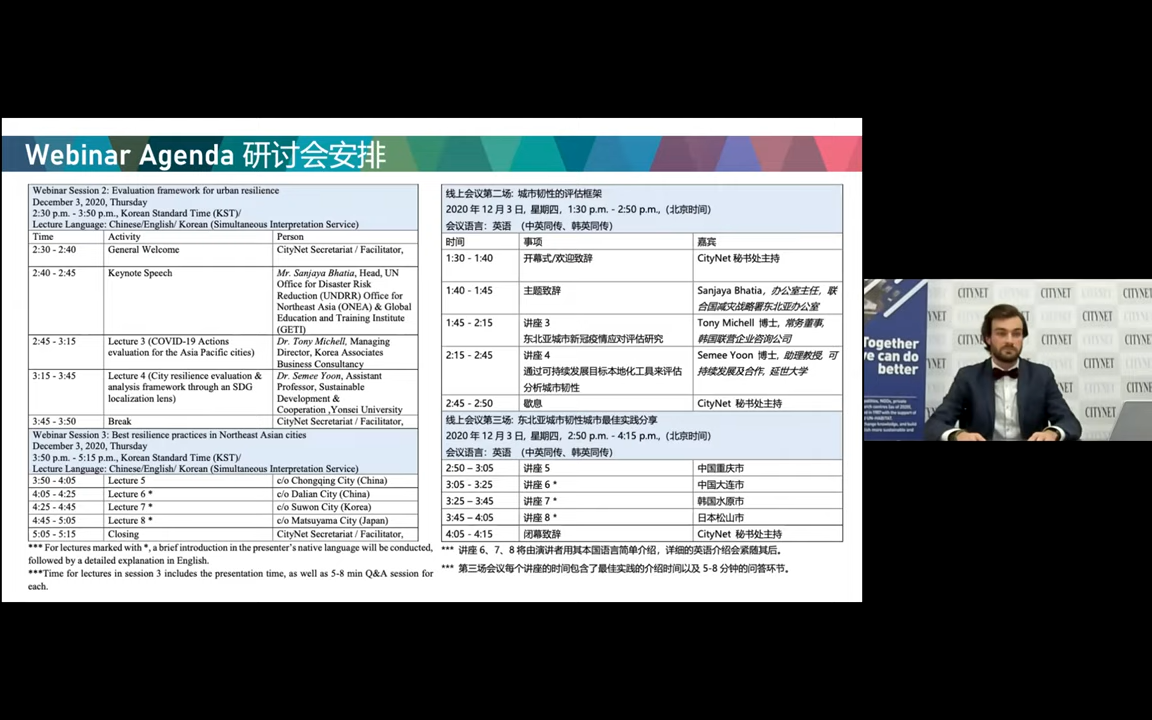 Webinar Agenda 研讨会安排
Webinar Session 2: Evaluation framework for urban resilience
December 3, 2020, Thursday
2:30 p.m. - 3:50 p.m., Korean Standard Time (KST)/
Lecture Language: Chinese/English/ Korean (Simultaneous Interpretation Service)
Time Activity Person
2:30 - 2:40 General Welcome CityNet Secretariat / Facilitator,
2:40 - 2:45 Keynote Speech Mr. Sanjaya Bhatia, Head, UN
Office for Disaster Risk
Reduction (UNDRR) Office for
Northeast Asia (ONEA) & Global
Education and Training Institute
(GETI)
2:45 - 3:15 Lecture 3 (COVID-19 Actions Dr. Tony Michell, Managing
evaluation for the Asia Pacific cities) Director, Korea Associates
Business Consultancy
3:15 - 3:45 Lecture 4 (City resilience evaluation & Dr. Semee Yoon, Assistant
analysis framework through an SDG Professor, Sustainable
localization lens) Development &
Cooperation ,Yonsei University
3:45 - 3:50 Break CityNet Secretariat / Facilitator,
Webinar Session 3: Best resilience practices in Northeast Asian cities
December 3, 2020, Thursday
3:50 p.m. - 5:15 p.m., Korean Standard Time (KST)/
Lecture Language: Chinese/English/ Korean (Simultaneous Interpretation Service)
3:50 - 4:05 Lecture 5 c/o Chongqing City (China)
4:05 - 4:25 Lecture 6 * c/o Dalian City (China)
4:25 - 4:45 Lecture 7 * c/o Suwon City (Korea)
4:45 - 5:05 Lecture 8 * c/o Matsuyama City (Japan)
5:05 - 5:15 Closing CityNet Secretariat / Facilitator,
*** For lectures marked with *, a brief introduction in the presenter's native language will be conducted,
followed by a detailed explanation in English.
***Time for lectures in session 3 includes the presentation time, as well as 5-8 min Q&A session for
each.
线上会议第二场: 城市韧性的评估框架
2020 年 12 月 3 日, 星期四, 1:30 p.m. - 2:50 p.m.,（北京时间）
会议语言：英语 （中英同传、韩英同传）
时间 事项 嘉宾
1:30 - 1:40 开幕式/欢迎致辞 CityNet 秘书处主持
1:40 - 1:45 主题致辞 Sanjaya Bhatia，办公室主任，联
合国减灾战略署东北亚办公室
1:45 - 2:15 讲座 3 Tony Michell 博士，常务董事,
东北亚城市新冠疫情应对评估研究 韩国联营企业咨询公司
2:15 - 2:45 讲座 4 Semee Yoon 博士，助理教授, 可
通过可持续发展目标本地化工具来评估 持续发展及合作，延世大学
分析城市韧性
2:45 - 2:50 歇息 CityNet 秘书处主持
线上会议第三场: 东北亚城市韧性城市最佳实践分享
2020 年 12 月 3 日, 星期四, 2:50 p.m. - 4:15 p.m.,（北京时间）
会议语言：英语 （中英同传、韩英同传）
2:50 – 3:05 讲座 5 中国重庆市
3:05 - 3:25 讲座 6 * 中国大连市
3:25 – 3:45 讲座 7 * 韩国水原市
3:45 – 4:05 讲座 8 * 日本松山市
4:05 - 4:15 闭幕致辞 CityNet 秘书处主持
*** 讲座 6、7、8 将由演讲者用其本国语言简单介绍，详细的英语介绍会紧随其后。
*** 第三场会议每个讲座的时间包含了最佳实践的介绍时间以及 5-8 分钟的问答环节。
Together
we can do
better
CITYNET CITYNET CITYNET
CITYNET